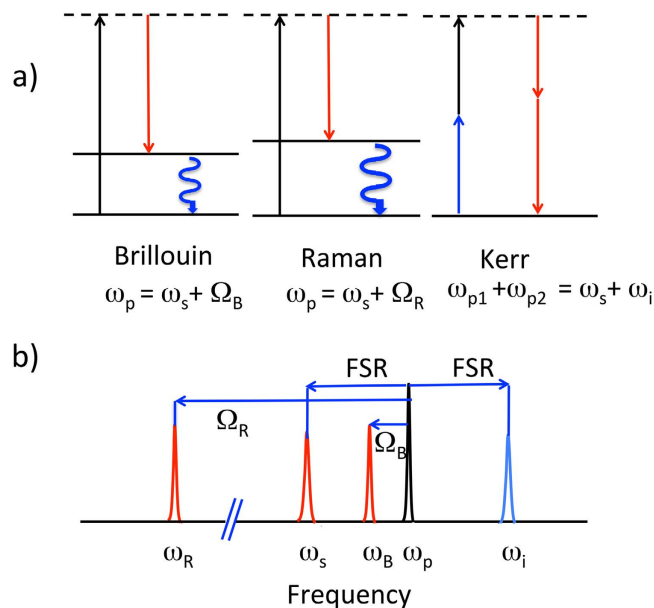 a)
Brillouin Raman Kerr
ωp = ωs+ ΩB ωp = ωs+ ΩR ωp1 +ωp2 = ωs+ ωi
b)
FSR FSR
ΩR
ΩB
ωR ωs ωB ωp ωi
Frequency